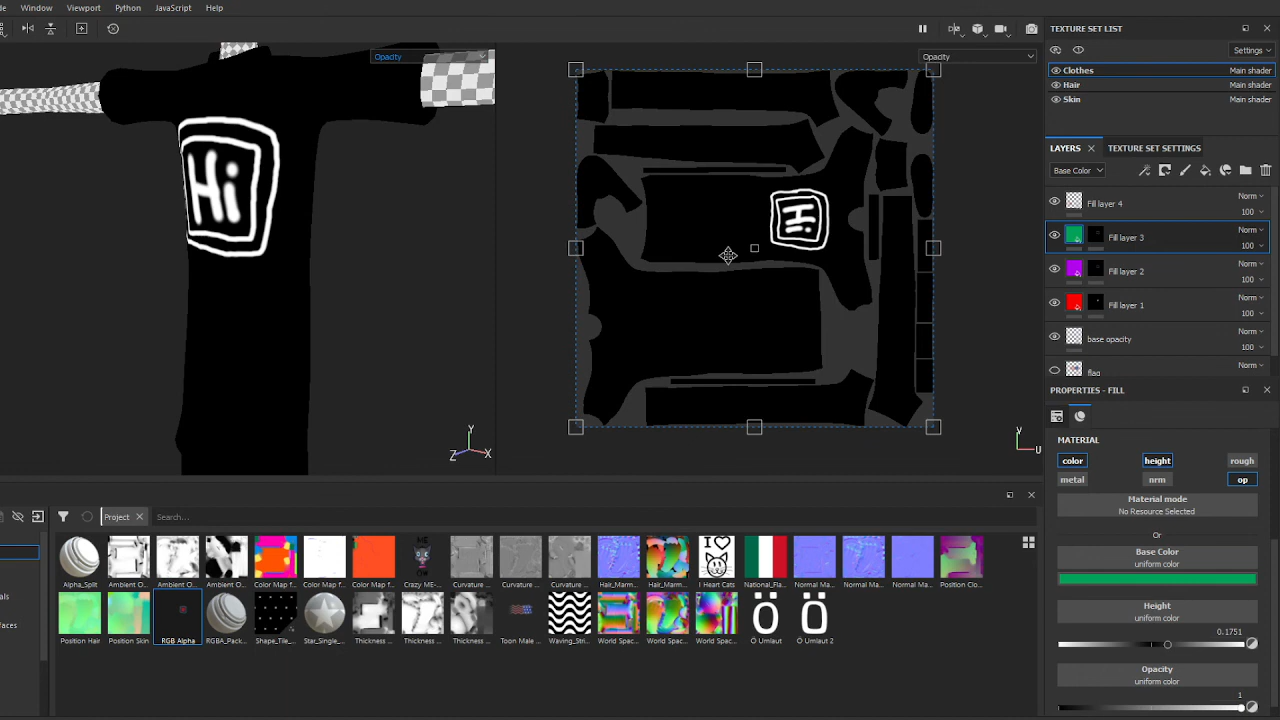 Window Viewport Python JavaScript Help
Opacity
Opacity
Hi
Hi
Y
Z X
U
TEXTURE SET LIST
Settings
Clothes Main shader
Hair Main shader
Skin Main shader
LAYERS TEXTURE SET SETTINGS
Base Color
Fill layer 4 Norm 100
Fill layer 3 Norm 100
Fill layer 2 Norm 100
Fill layer 1 Norm 100
base opacity Norm 100
flag Norm
PROPERTIES - FILL
MATERIAL
color height rough
metal nrm op
Material mode
No Resource Selected
Or
Base Color
uniform color
Height
uniform color
0.1751
Opacity
uniform color
1
Project Search...
Alpha_Split Ambient O... Ambient O... Ambient O... Color Map f... Color Map f... Color Map f... Crazy ME-... Curvature ... Curvature ... Curvature ... Hair_Marm... Hair_Marm... I Heart Cats National_Fla... Normal Ma... Normal Ma... Normal Ma... Position Clo...
Position Hair Position Skin RGB Alpha RGBA_Pack... Shape_Tile_... Star_Single_... Thickness ... Thickness ... Thickness ... Toon Male ... Waving_Stri... World Spac... World Spac... World Spac... O Umlaut O Umlaut 2